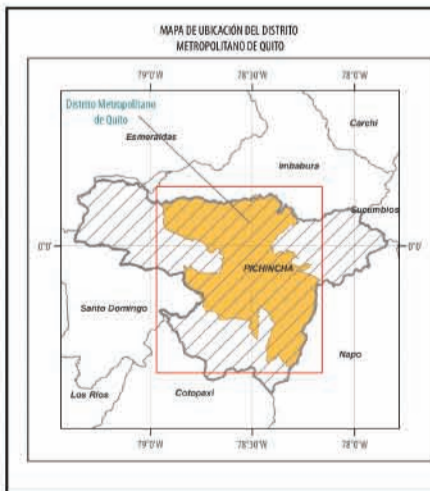 MAPA DE UBICACIÓN DEL DISTRITO
METROPOLITANO DE QUITO
79°0'W
78°30'W
78°0'W
Distrito Metropolitano
de Quito
Esmeraldas
Carchi
Imbabura
Sucumbíos
0°0'
0°0'
PICHINCHA
Santo Domingo
Napo
Los Ríos
Cotopaxi
79°0'W
78°30'W
78°0'W